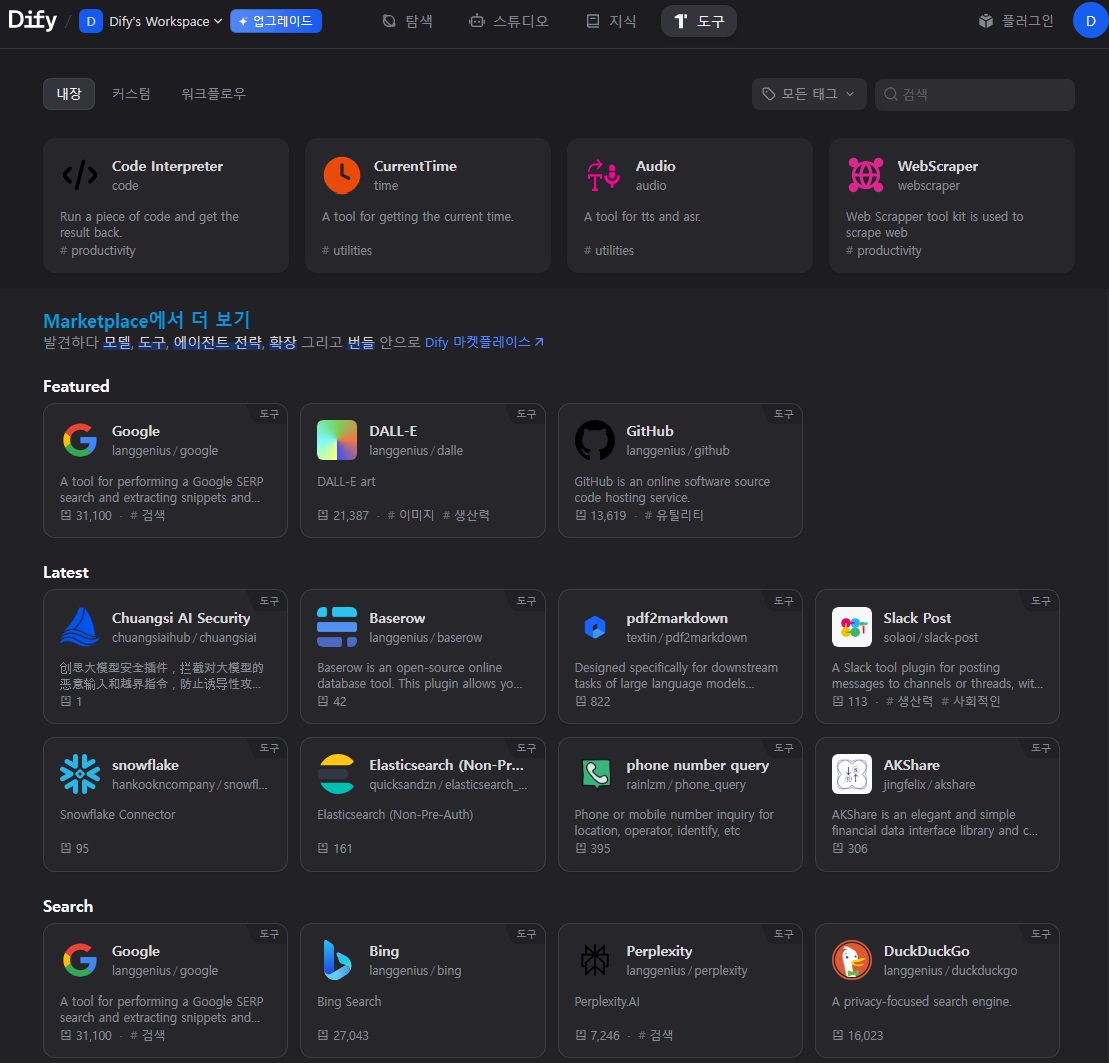 Dify / D Dify's Workspace 업그레이드 탐색 스튜디오 지식 도구 플러그인 D
내장 커스텀 워크플로우 모든 태그 검색
Code Interpreter
code
Run a piece of code and get the
result back.
# productivity
CurrentTime
time
A tool for getting the current time.
# utilities
Audio
audio
A tool for tts and asr.
# utilities
WebScraper
webscraper
Web Scrapper tool kit is used to
scrape web
# productivity
Marketplace에서 더 보기
발견하다 모델, 도구, 에이전트 전략, 확장 그리고 번들 안으로 Dify 마켓플레이스
Featured
도구
Google
langgenius / google
A tool for performing a Google SERP
search and extracting snippets and...
31,100 · # 검색
도구
DALL-E
langgenius / dalle
DALL-E art
21,387 · # 이미지 # 생산력
도구
GitHub
langgenius / github
GitHub is an online software source
code hosting service.
13,619 · # 유틸리티
Latest
도구
Chuangsi AI Security
chuangsiaihub / chuangsiai
创思大模型安全插件，拦截对大模型的
恶意输入和越界指令，防止诱导性攻...
1
도구
Baserow
langgenius / baserow
Baserow is an open-source online
database tool. This plugin allows yo...
42
도구
pdf2markdown
textin / pdf2markdown
Designed specifically for downstream
tasks of large language models...
822
도구
Slack Post
solaoi / slack-post
A Slack tool plugin for posting
messages to channels or threads, wit...
113 · # 생산력 # 사회적인
도구
snowflake
hankookncompany / snowfl...
Snowflake Connector
95
도구
Elasticsearch (Non-Pr...
quicksandzn / elasticsearch_...
Elasticsearch (Non-Pre-Auth)
161
도구
phone number query
rainlzm / phone_query
Phone or mobile number inquiry for
location, operator, identify, etc
395
도구
AKShare
jingfelix / akshare
AKShare is an elegant and simple
financial data interface library and c...
306
Search
도구
Google
langgenius / google
A tool for performing a Google SERP
search and extracting snippets and...
31,100 · # 검색
도구
Bing
langgenius / bing
Bing Search
27,043
도구
Perplexity
langgenius / perplexity
Perplexity.AI
7,246 · # 검색
도구
DuckDuckGo
langgenius / duckduckgo
A privacy-focused search engine.
16,023